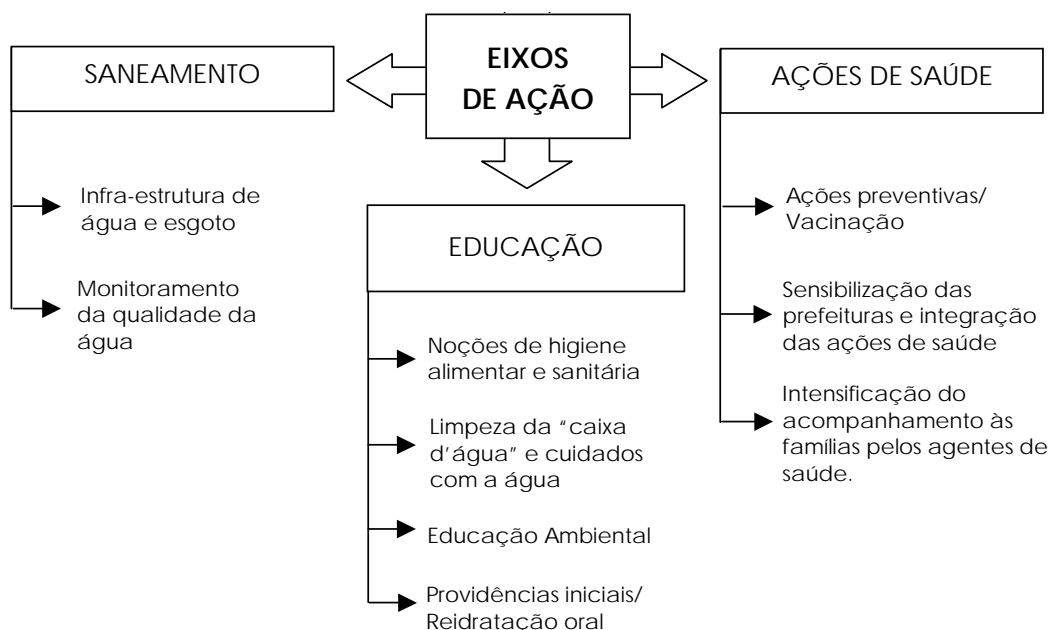 EIXOS
DE AÇÃO
SANEAMENTO
Infra-estrutura de
água e esgoto
Monitoramento
da qualidade da
água
EDUCAÇÃO
Noções de higiene
alimentar e sanitária
Limpeza da “caixa
d’água” e cuidados
com a água
Educação Ambiental
Providências iniciais/
Reidratação oral
AÇÕES DE SAÚDE
Ações preventivas/
Vacinação
Sensibilização das
prefeituras e integração
das ações de saúde
Intensificação do
acompanhamento às
famílias pelos agentes de
saúde.